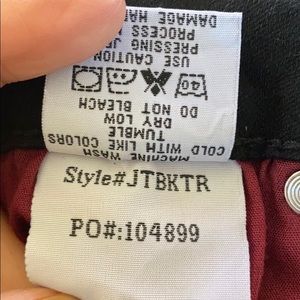 MACHINE WASH
COLD WITH LIKE COLORS
TUMBLE
DRY LOW
DO NOT BLEACH
40
USE CAUTION
PRESSING
PROCESS
DAMAGE
Style#JTBKTR
PO#:104899